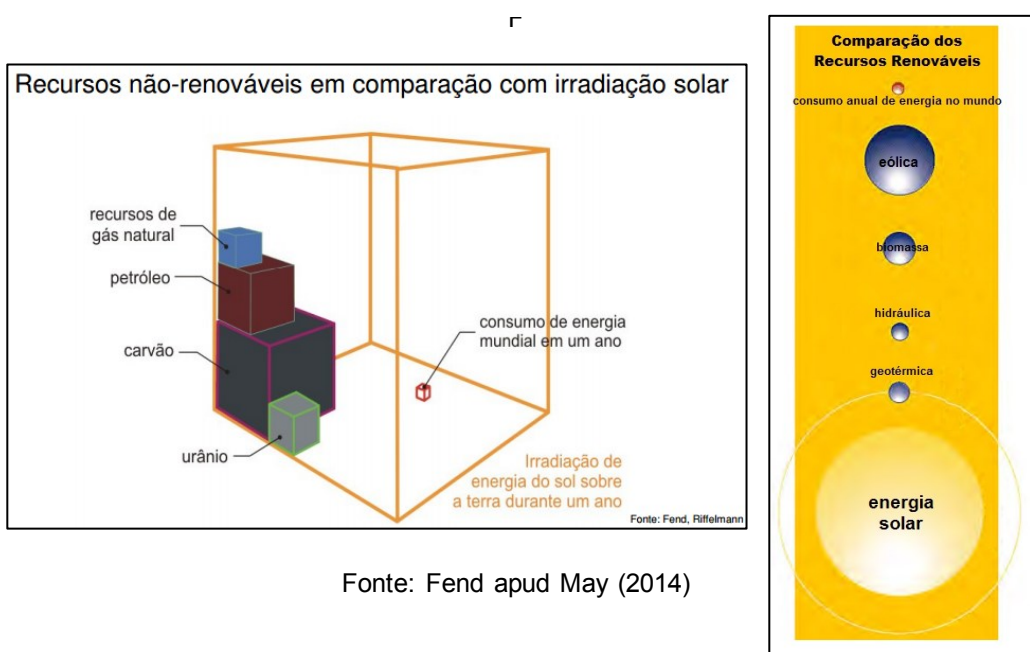 Recursos não-renováveis em comparação com irradiação solar
recursos de
gás natural
petróleo
carvão
urânio
consumo de energia
mundial em um ano
Irradiação de
energia do sol sobre
a terra durante um ano
Fonte: Fend, Riffelmann
Fonte: Fend apud May (2014)
Comparação dos
Recursos Renováveis
consumo anual de energia no mundo
eólica
biomassa
hidráulica
geotérmica
energia
solar